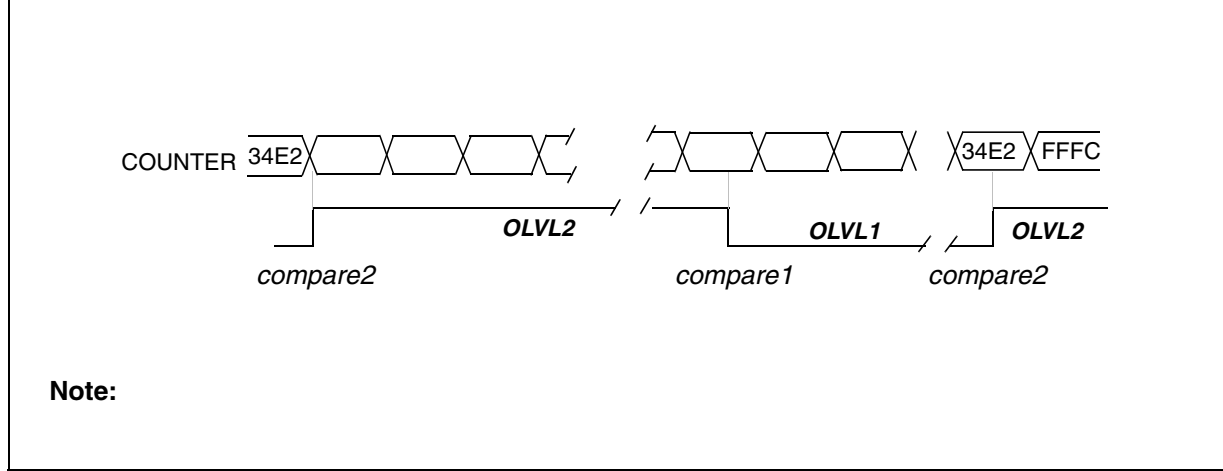 COUNTER 34E2 34E2 FFFC
OLVL2 OLVL1 OLVL2
compare2 compare1 compare2
Note: